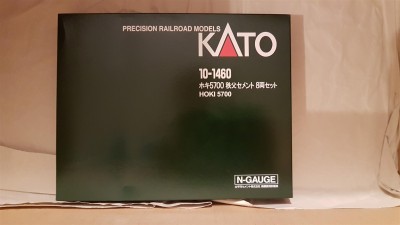 PRECISION RAILROAD MODELS
KATO
10-1460
ホキ5700 秩父セメント 8両セット
HOKI 5700
N-GAUGE